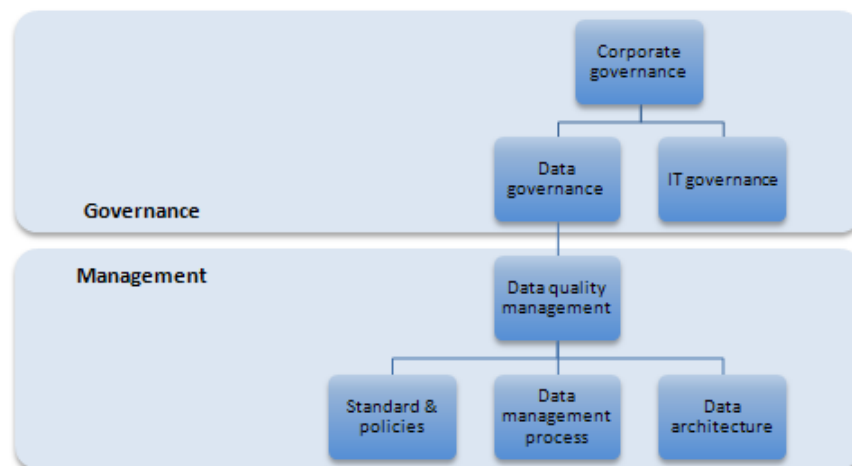 Corporate
governance
Data
governance
IT governance
Governance
Management
Data quality
management
Standard &
policies
Data
management
process
Data
architecture